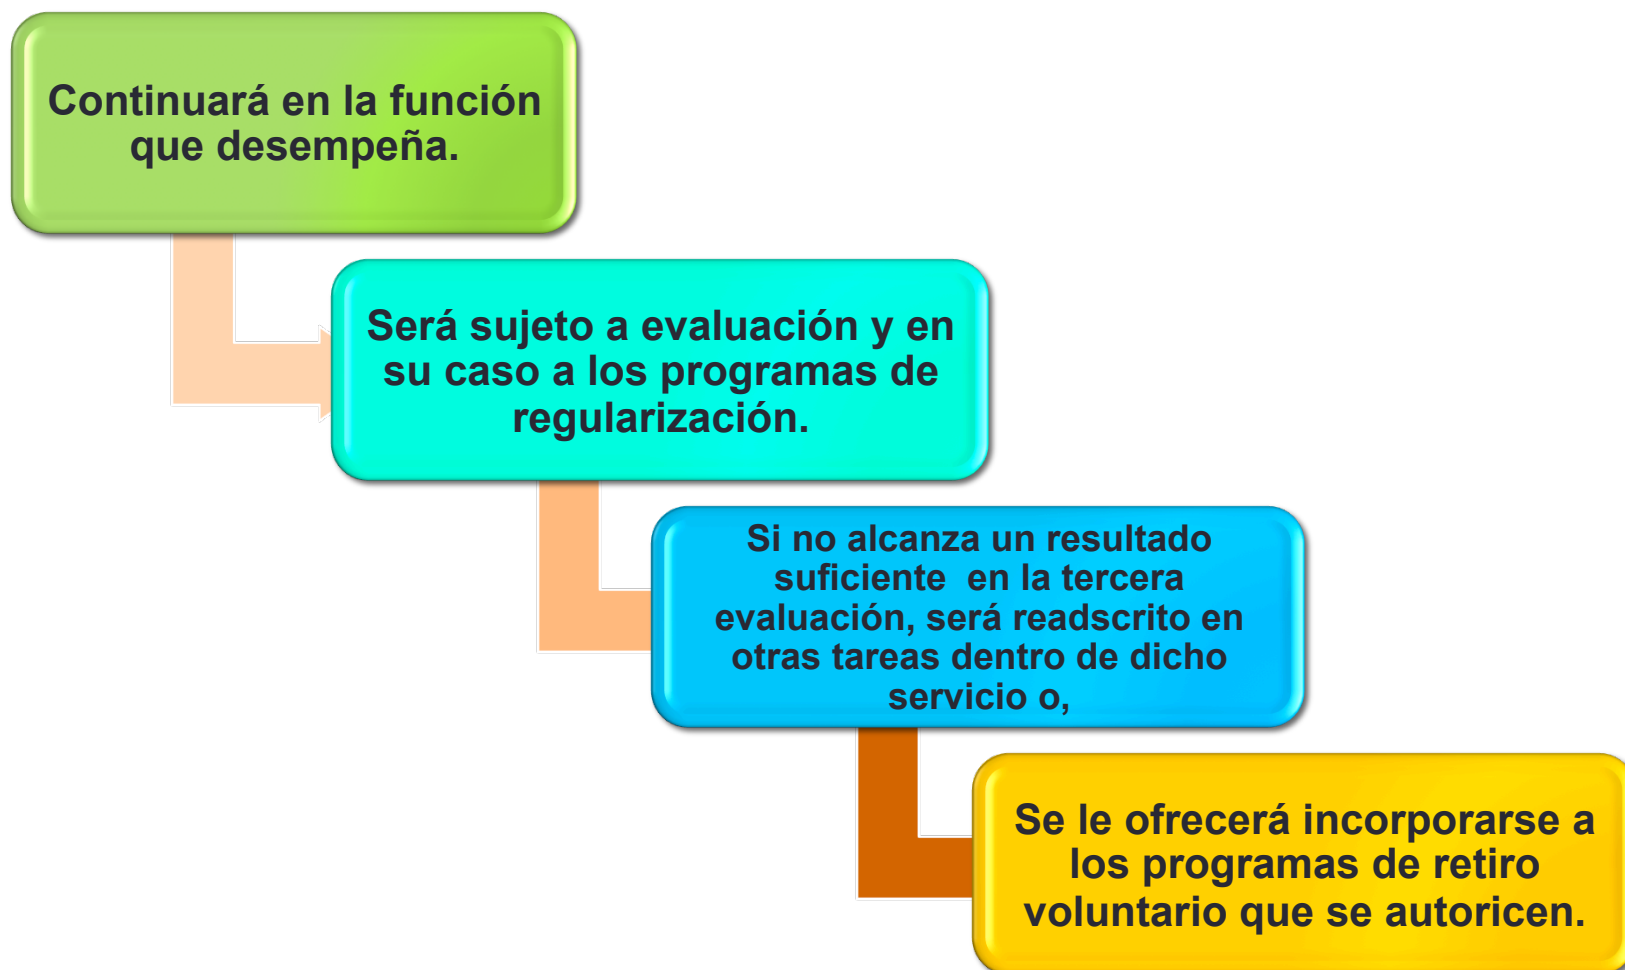 Continuará en la función
que desempeña.
Será sujeto a evaluación y en
su caso a los programas de
regularización.
Si no alcanza un resultado
suficiente  en la tercera
evaluación, será readscrito en
otras tareas dentro de dicho
servicio o,
Se le ofrecerá incorporarse a
los programas de retiro
voluntario que se autoricen.